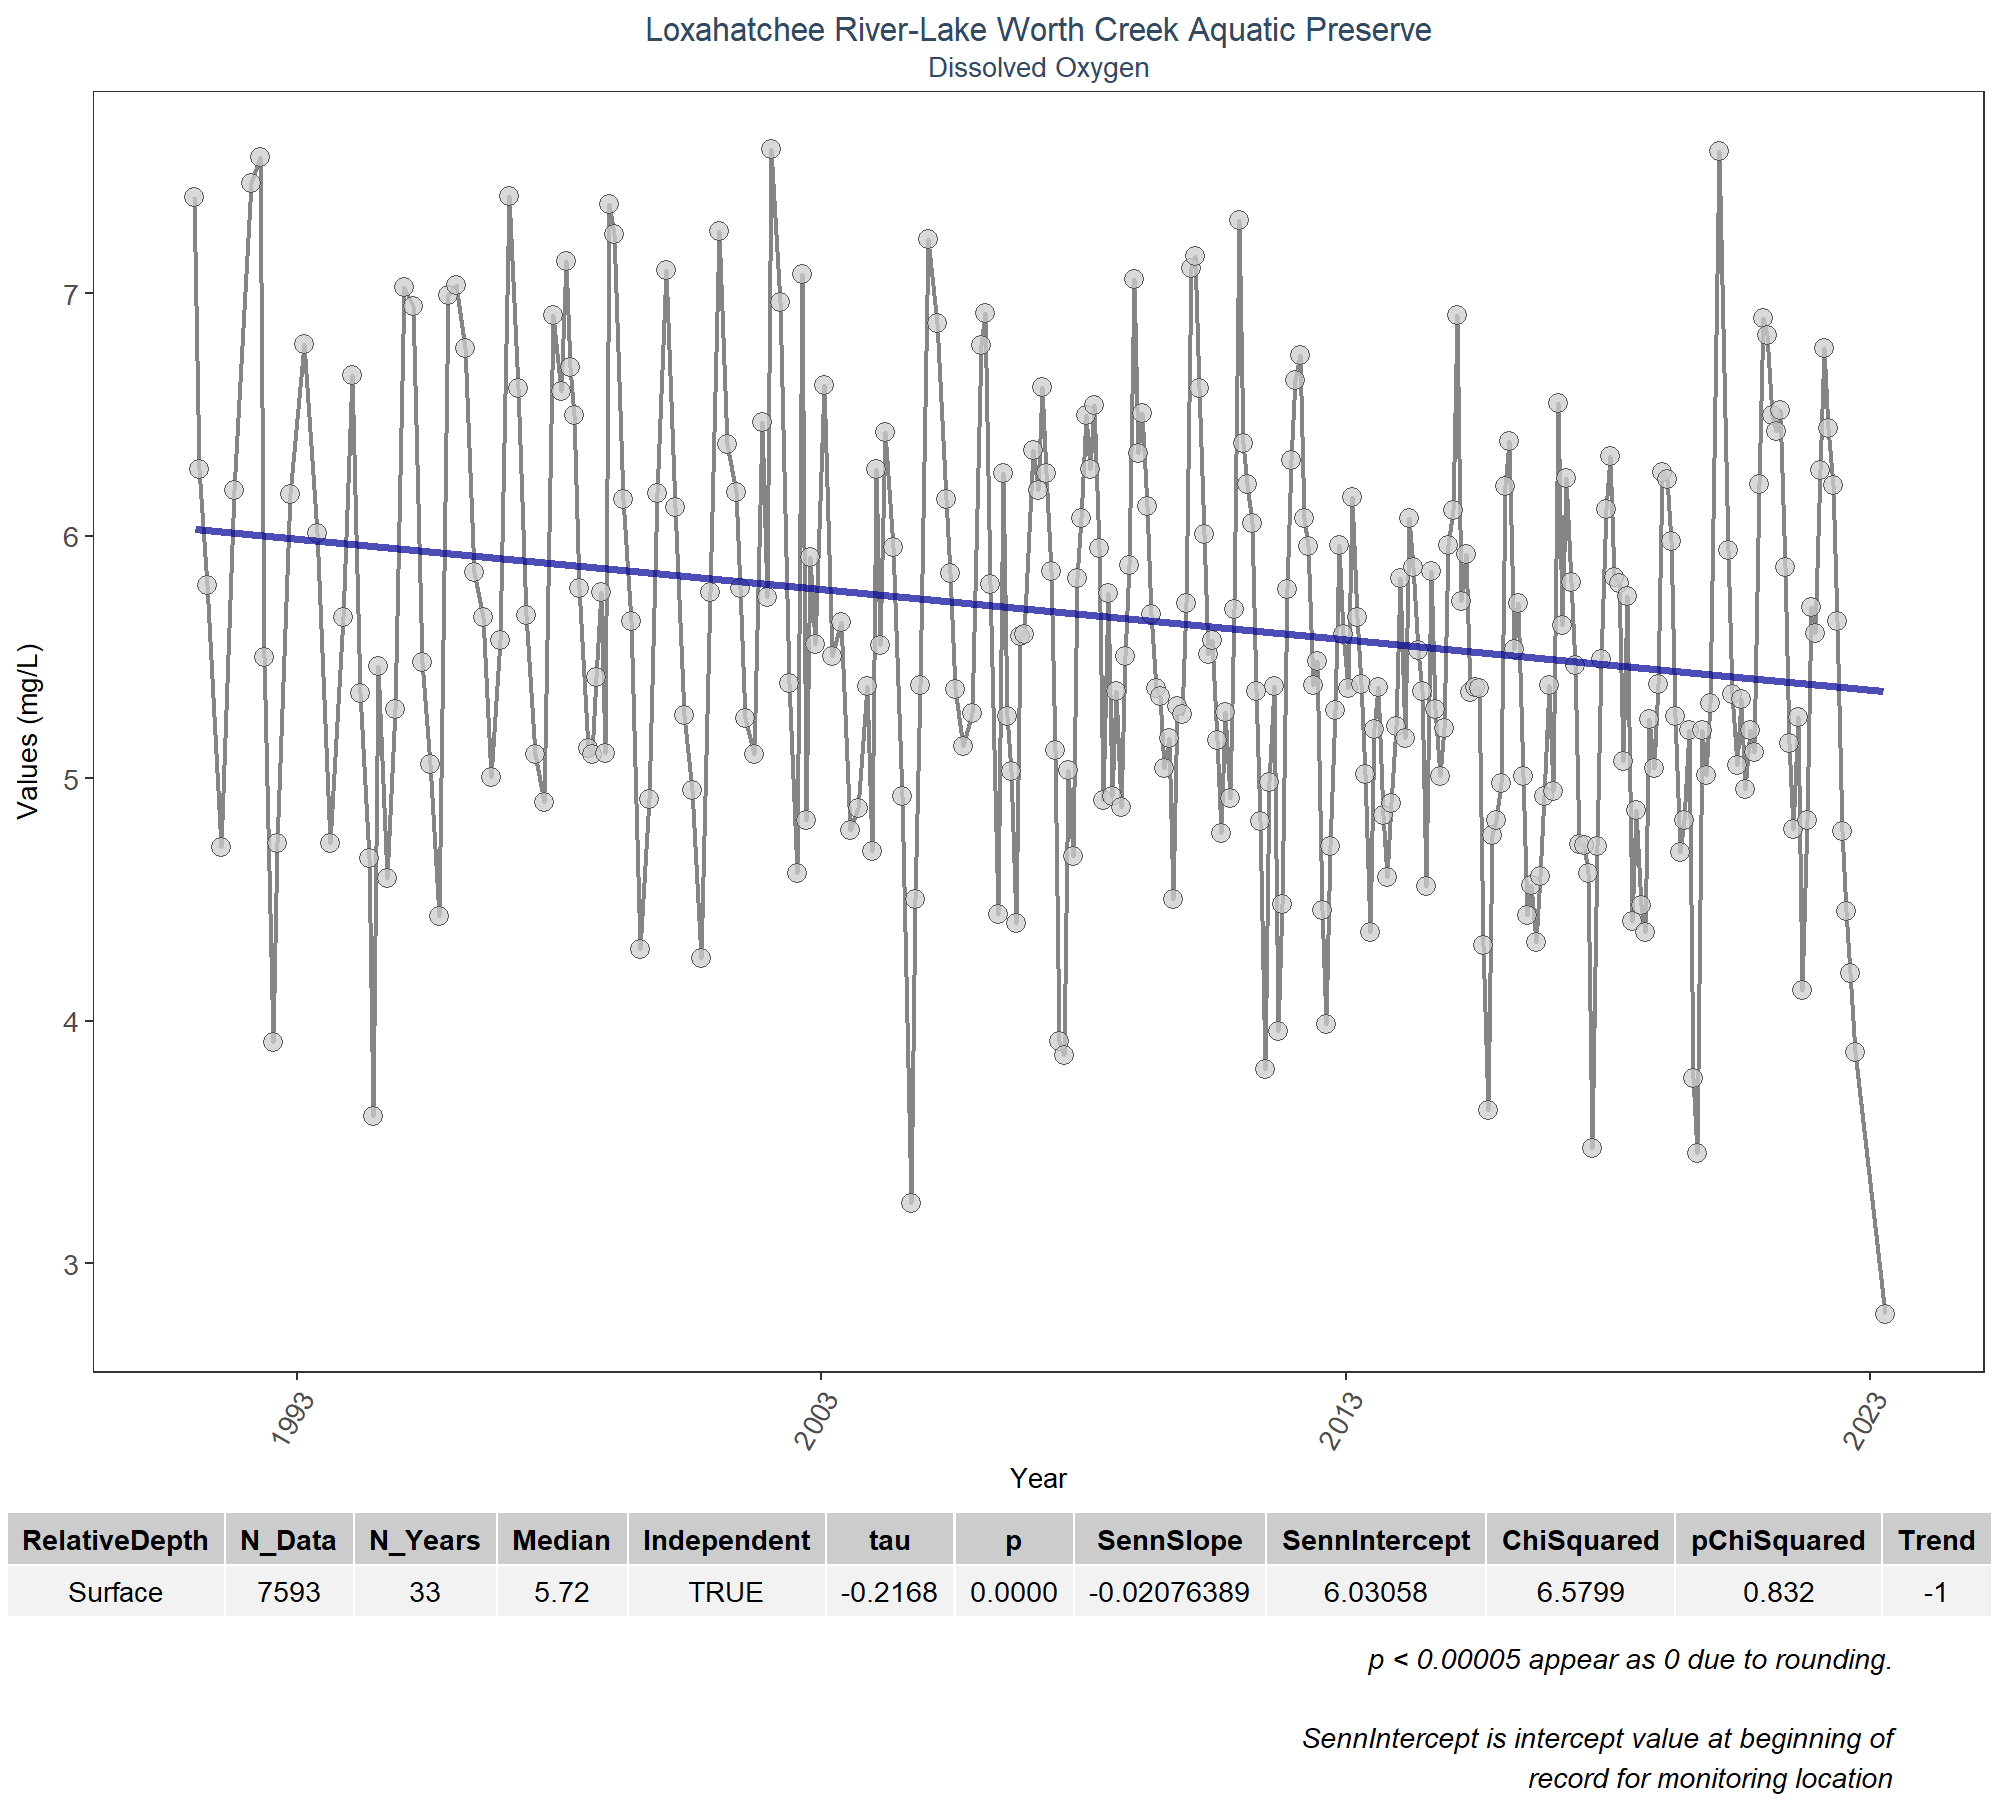 Loxahatchee River-Lake Worth Creek Aquatic Preserve
Dissolved Oxygen
Values (mg/L)
7
6
5
4
3
1993
2003
2013
2023
Year
RelativeDepth N_Data N_Years Median Independent tau p SennSlope SennIntercept ChiSquared pChiSquared Trend
Surface 7593 33 5.72 TRUE -0.2168 0.0000 -0.02076389 6.03058 6.5799 0.832 -1
p < 0.00005 appear as 0 due to rounding.
SennIntercept is intercept value at beginning of
record for monitoring location